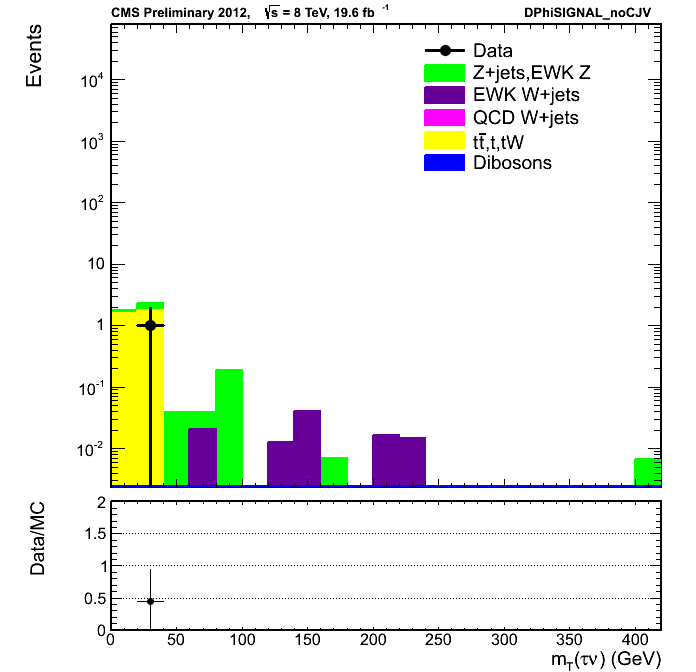 CMS Preliminary 2012, √s = 8 TeV, 19.6 fb⁻¹ DPhiSIGNAL_noCJV
Events
Data
Z+jets,EWK Z
EWK W+jets
QCD W+jets
tt̄,t,tW
Dibosons
10⁴
10³
10²
10
1
10⁻¹
10⁻²
Data/MC
2
1.5
1
0.5
0
0 50 100 150 200 250 300 350 400
m_T(τν) (GeV)